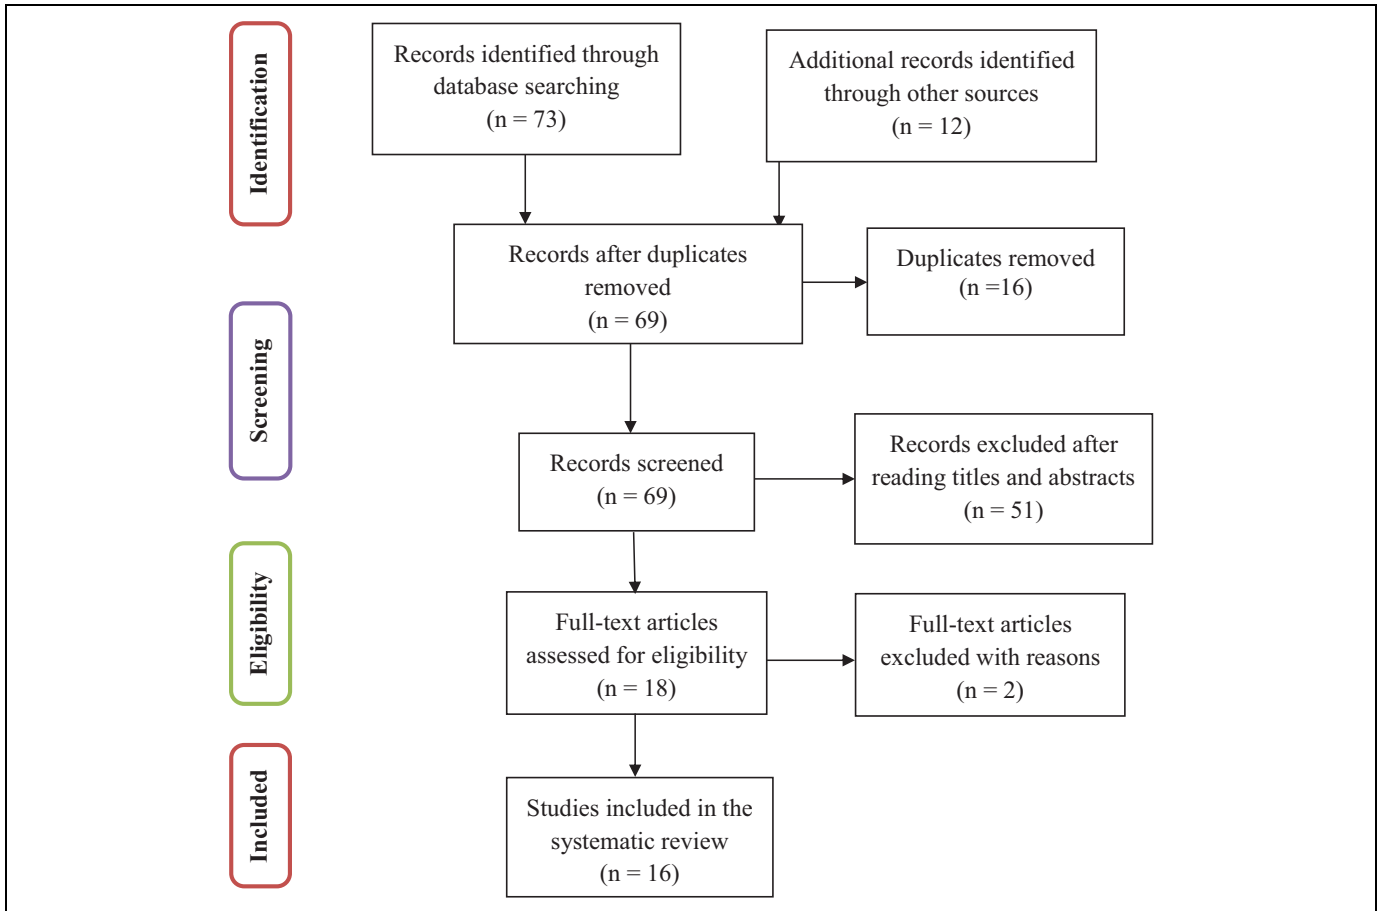 Identification
Records identified through
database searching
(n = 73)
Additional records identified
through other sources
(n = 12)
Records after duplicates
removed
(n = 69)
Duplicates removed
(n =16)
Screening
Records screened
(n = 69)
Records excluded after
reading titles and abstracts
(n = 51)
Eligibility
Full-text articles
assessed for eligibility
(n = 18)
Full-text articles
excluded with reasons
(n = 2)
Included
Studies included in the
systematic review
(n = 16)